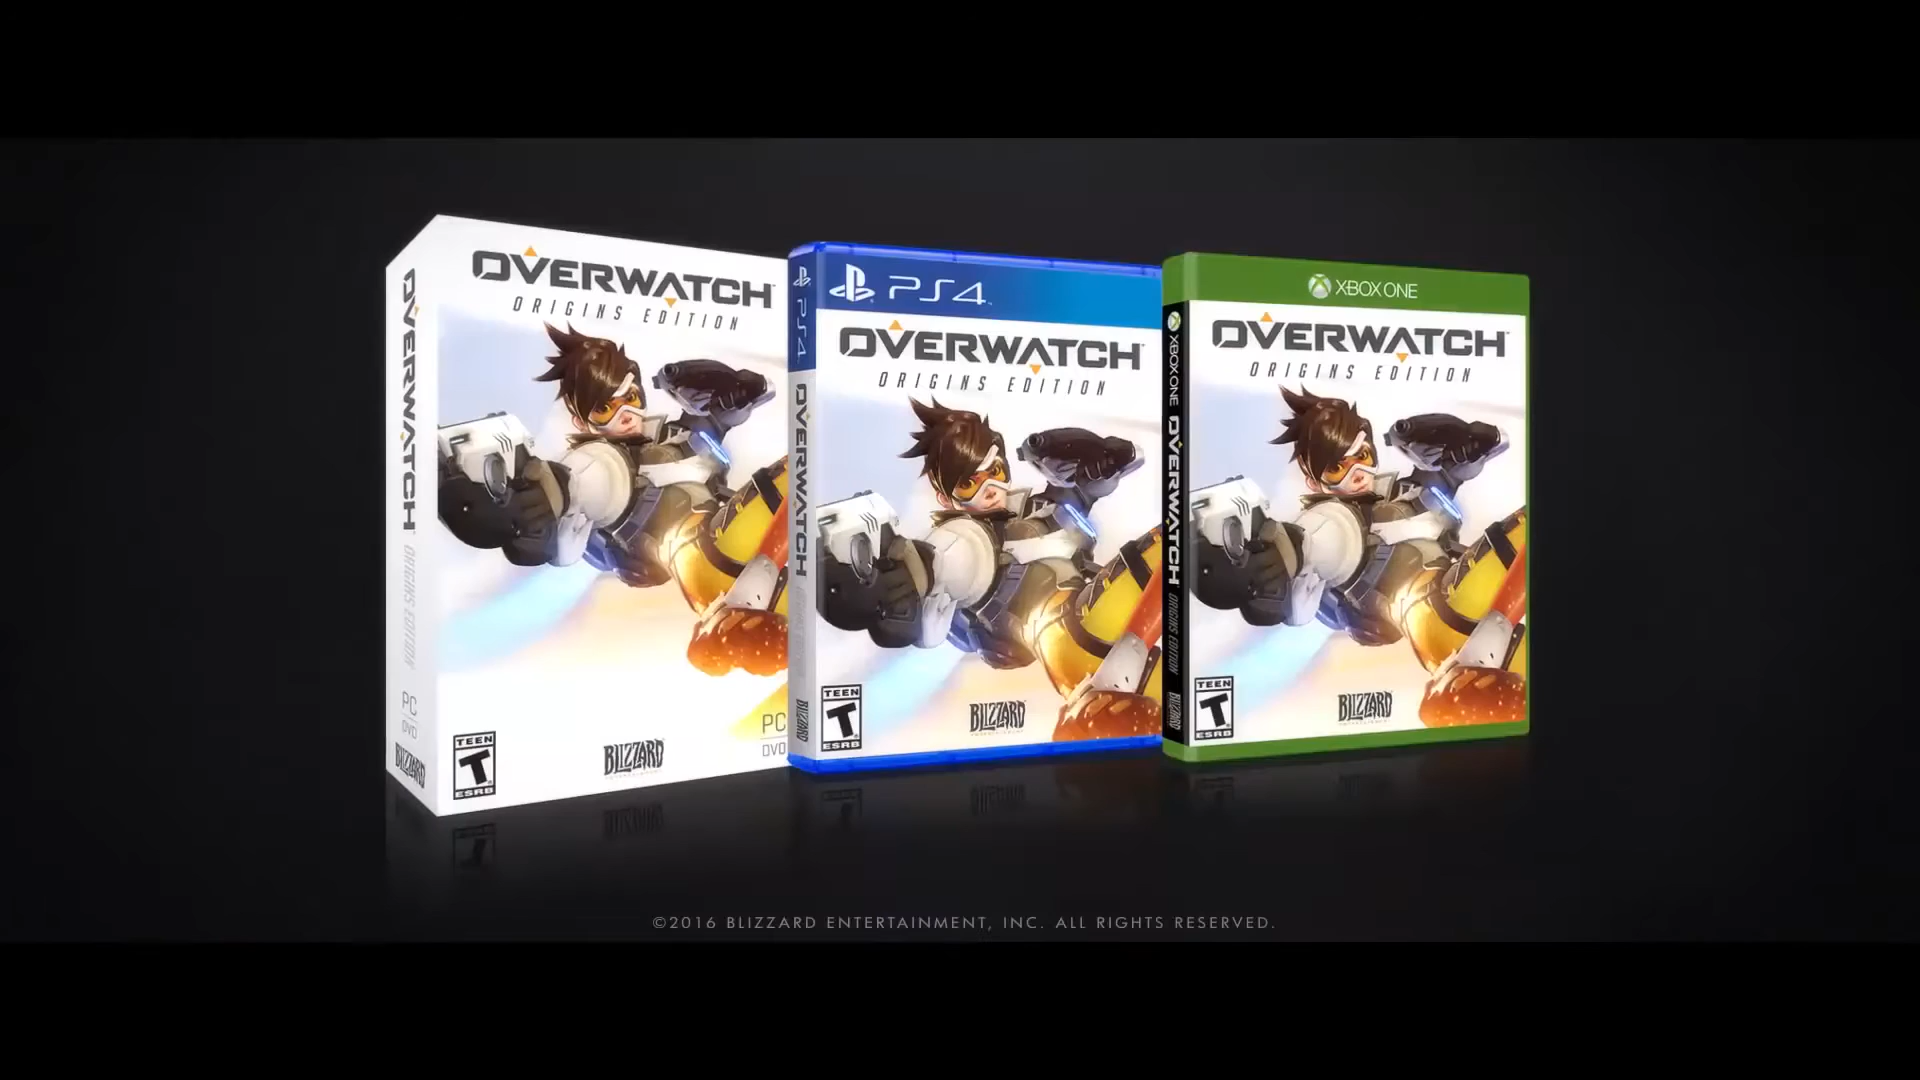 OVERWATCH
ORIGINS EDITION
OVERWATCH ORIGINS EDITION
PC
DVD
BLIZZARD
TEEN
T
ESRB
BLIZZARD
PC
DVD
PS4
PS4
OVERWATCH
ORIGINS EDITION
OVERWATCH
BLIZZARD
TEEN
T
ESRB
BLIZZARD
XBOX ONE
XBOX ONE
OVERWATCH
ORIGINS EDITION
OVERWATCH ORIGINS EDITION
BLIZZARD
TEEN
T
ESRB
BLIZZARD
©2016 BLIZZARD ENTERTAINMENT, INC. ALL RIGHTS RESERVED.